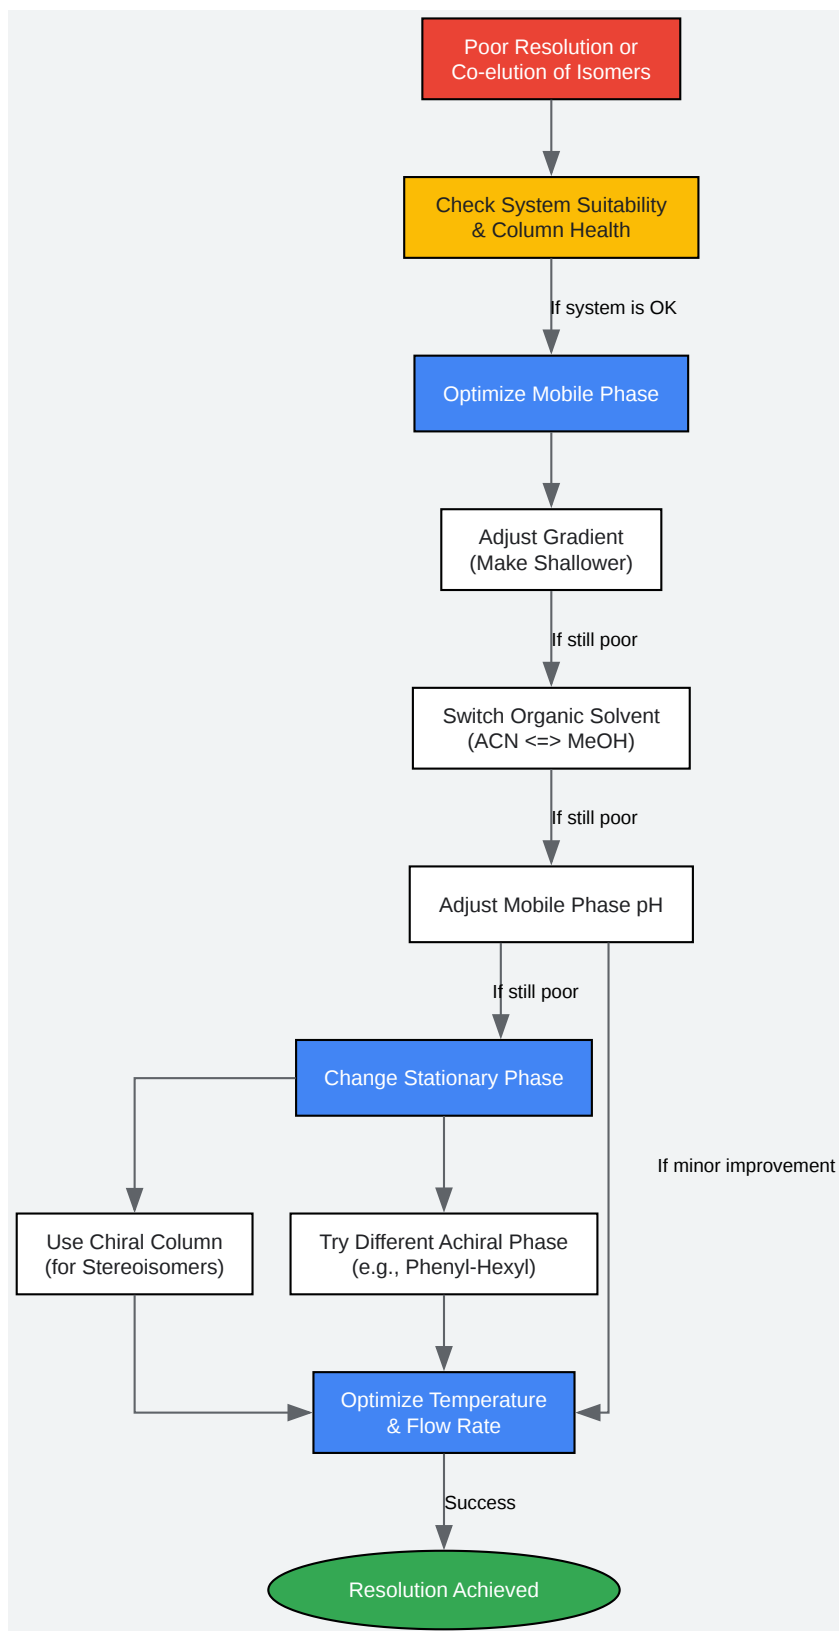 Poor Resolution or
Co-elution of Isomers
Check System Suitability
& Column Health
If system is OK
Optimize Mobile Phase
Adjust Gradient
(Make Shallower)
If still poor
Switch Organic Solvent
(ACN <=> MeOH)
If still poor
Adjust Mobile Phase pH
If still poor
Change Stationary Phase
If minor improvement
Use Chiral Column
(for Stereoisomers)
Try Different Achiral Phase
(e.g., Phenyl-Hexyl)
Optimize Temperature
& Flow Rate
Success
Resolution Achieved